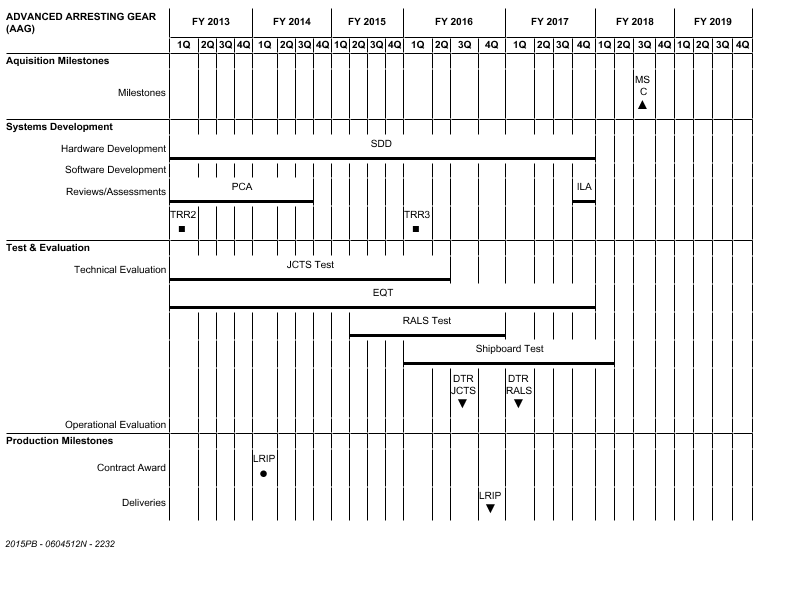 ADVANCED ARRESTING GEAR
(AAG)
FY 2013 FY 2014 FY 2015 FY 2016 FY 2017 FY 2018 FY 2019
1Q 2Q 3Q 4Q 1Q 2Q 3Q 4Q 1Q 2Q 3Q 4Q 1Q 2Q 3Q 4Q 1Q 2Q 3Q 4Q 1Q 2Q 3Q 4Q 1Q 2Q 3Q 4Q
Aquisition Milestones
Milestones
MS
C
Systems Development
Hardware Development SDD
Software Development
Reviews/Assessments PCA ILA
TRR2 TRR3
Test & Evaluation
Technical Evaluation JCTS Test
EQT
RALS Test
Shipboard Test
DTR DTR
JCTS RALS
Operational Evaluation
Production Milestones
Contract Award LRIP
Deliveries LRIP
2015PB - 0604512N - 2232